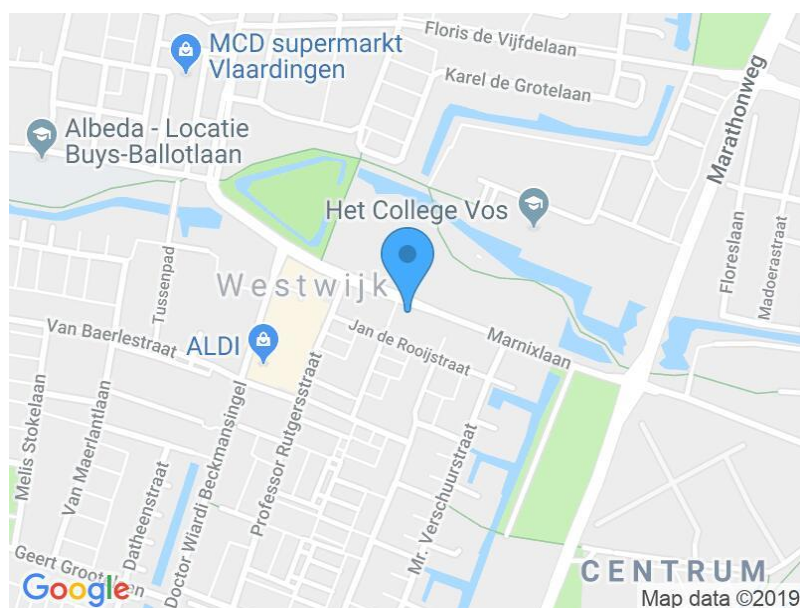 Floris de Vijfdelaan
MCD supermarkt
Vlaardingen
Karel de Grotelaan
Marathonweg
Albeda - Locatie
Buys-Ballotlaan
Het College Vos
Floreslaan
Madoerastraat
Tussenpad
Westwijk
Van Baerlestraat
ALDI
Jan de Rooijstraat
Marnixlaan
Melis Stokelaan
Van Maerlantlaan
Datheenstraat
Doctor Wiardi Beckmansingel
Professor Rutgersstraat
Mr. Verschuurstraat
Geert Groot
CENTRUM
Google
Map data ©2019